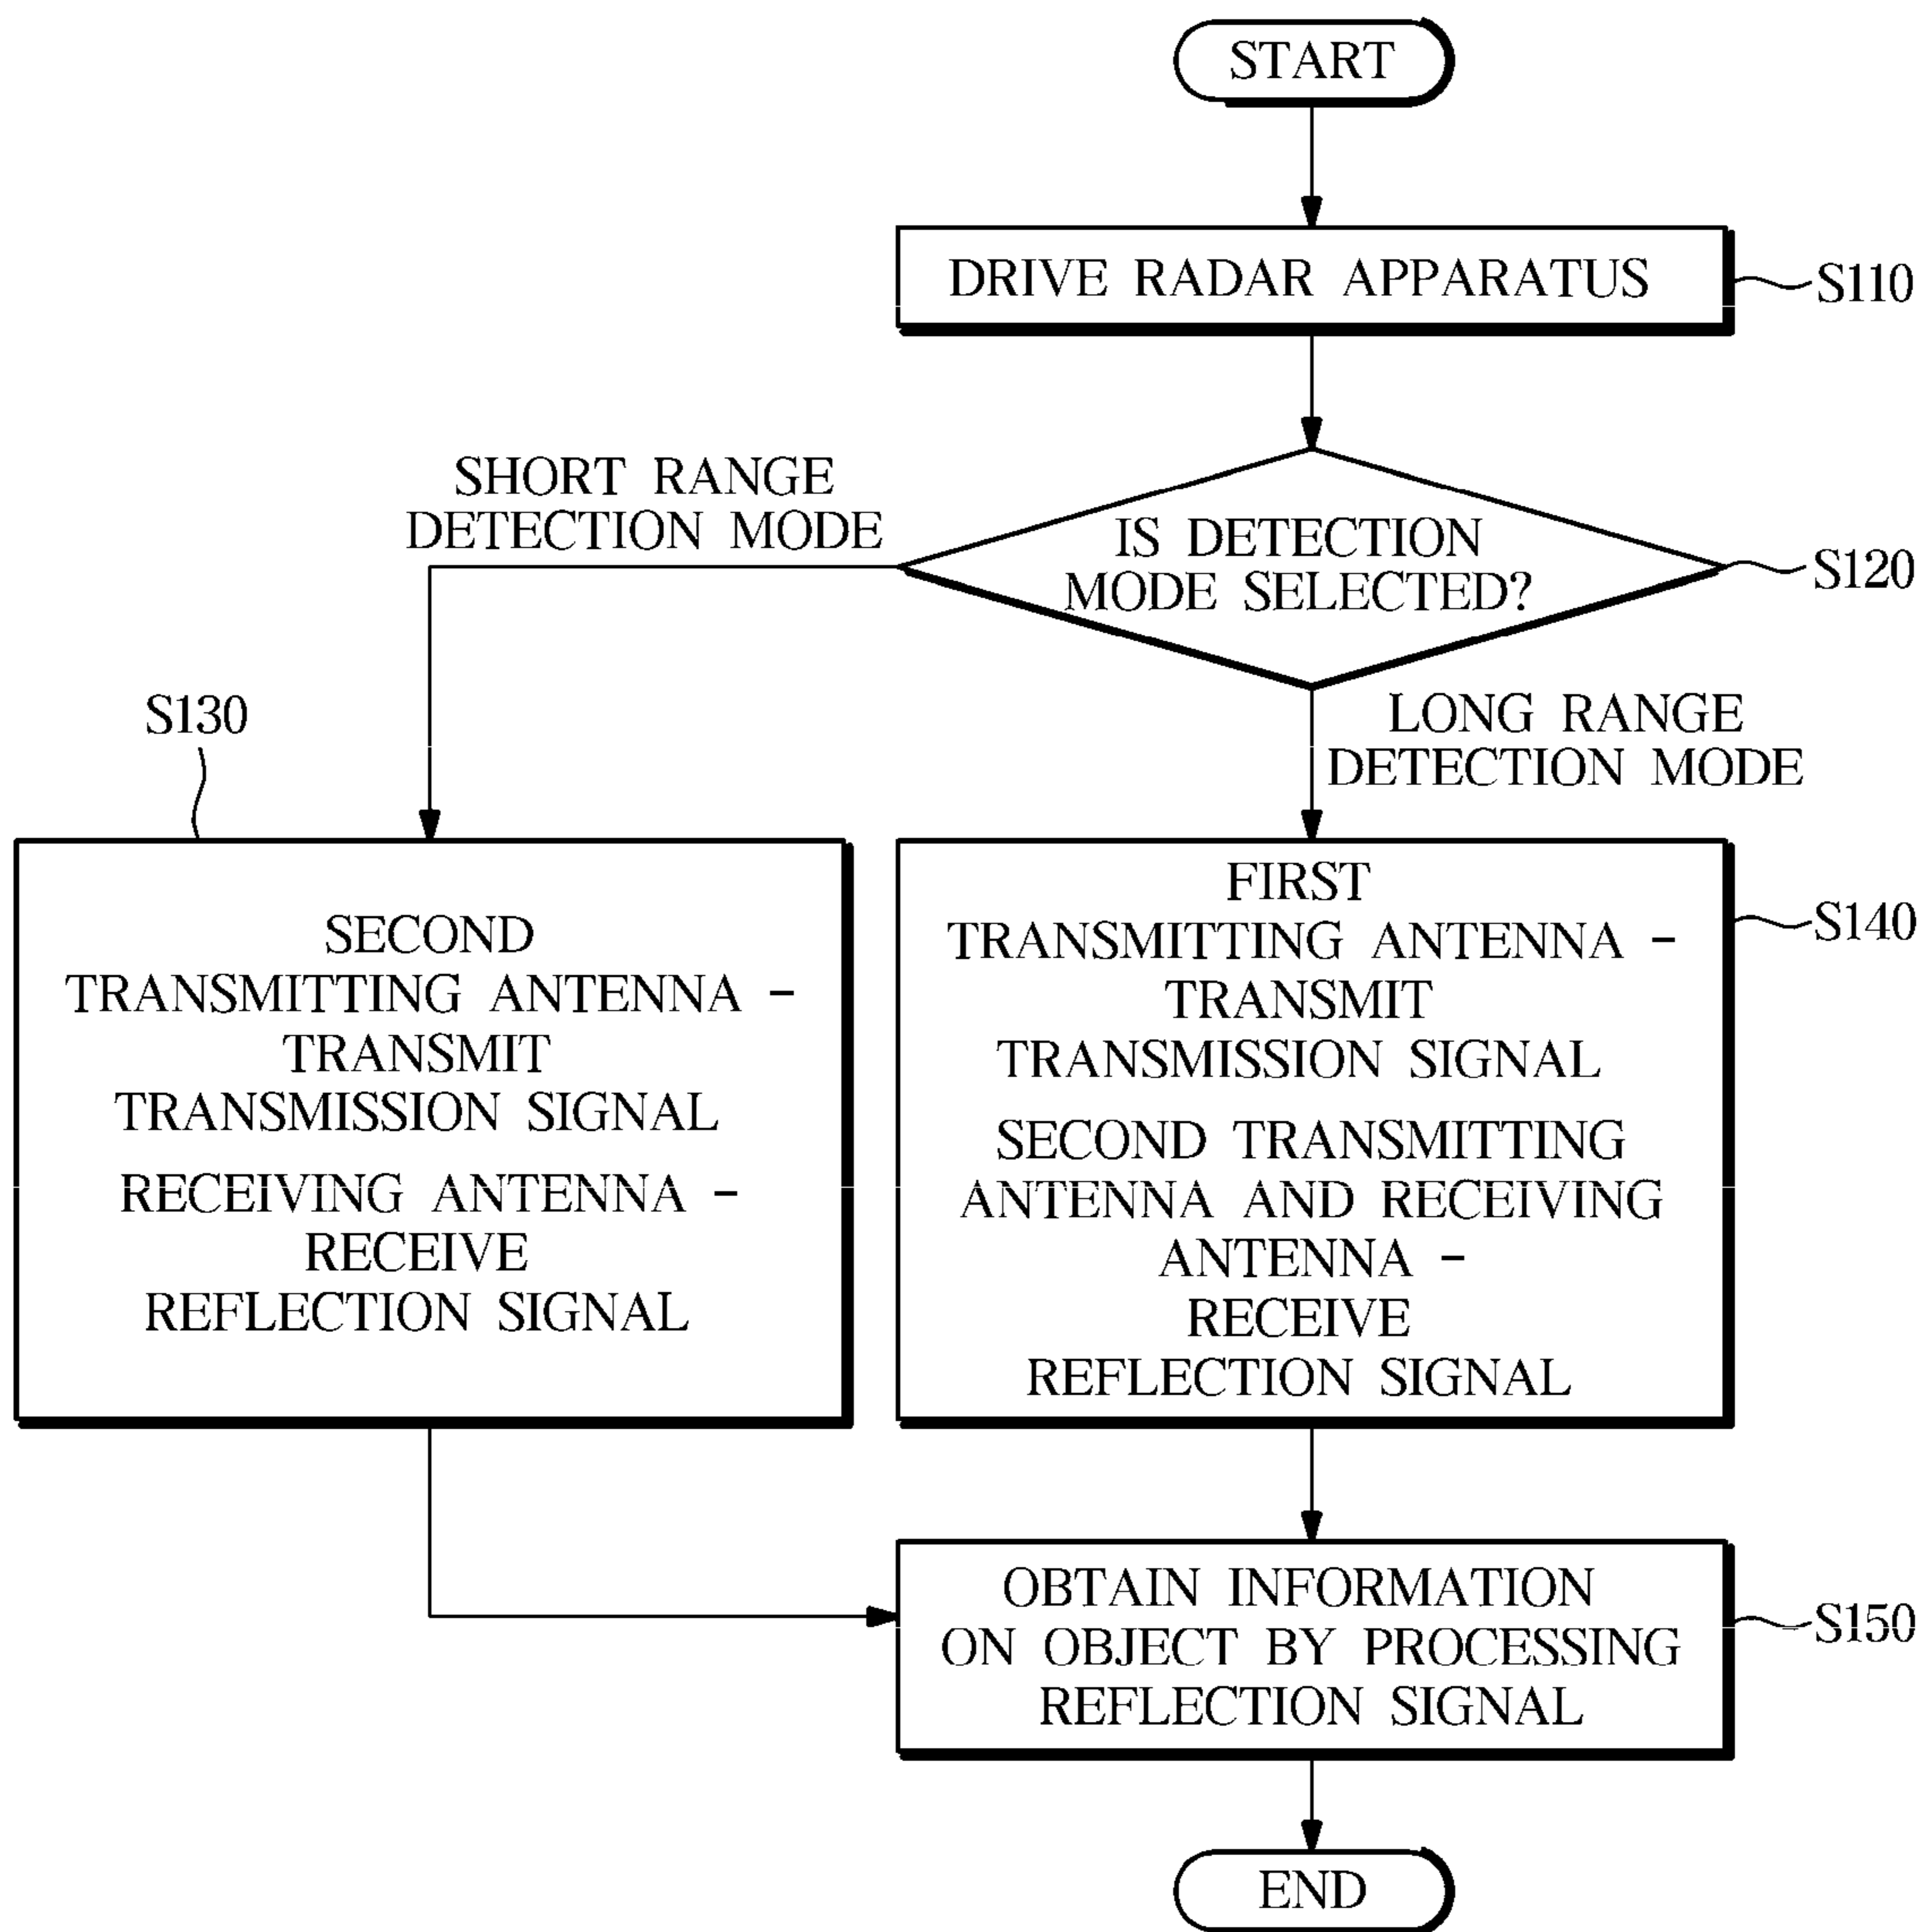 START
DRIVE RADAR APPARATUS
S110
SHORT RANGE
DETECTION MODE
IS DETECTION
MODE SELECTED?
S120
S130
LONG RANGE
DETECTION MODE
SECOND
TRANSMITTING ANTENNA -
TRANSMIT
TRANSMISSION SIGNAL
RECEIVING ANTENNA -
RECEIVE
REFLECTION SIGNAL
FIRST
TRANSMITTING ANTENNA -
TRANSMIT
TRANSMISSION SIGNAL
SECOND TRANSMITTING
ANTENNA AND RECEIVING
ANTENNA -
RECEIVE
REFLECTION SIGNAL
S140
OBTAIN INFORMATION
ON OBJECT BY PROCESSING
REFLECTION SIGNAL
S150
END